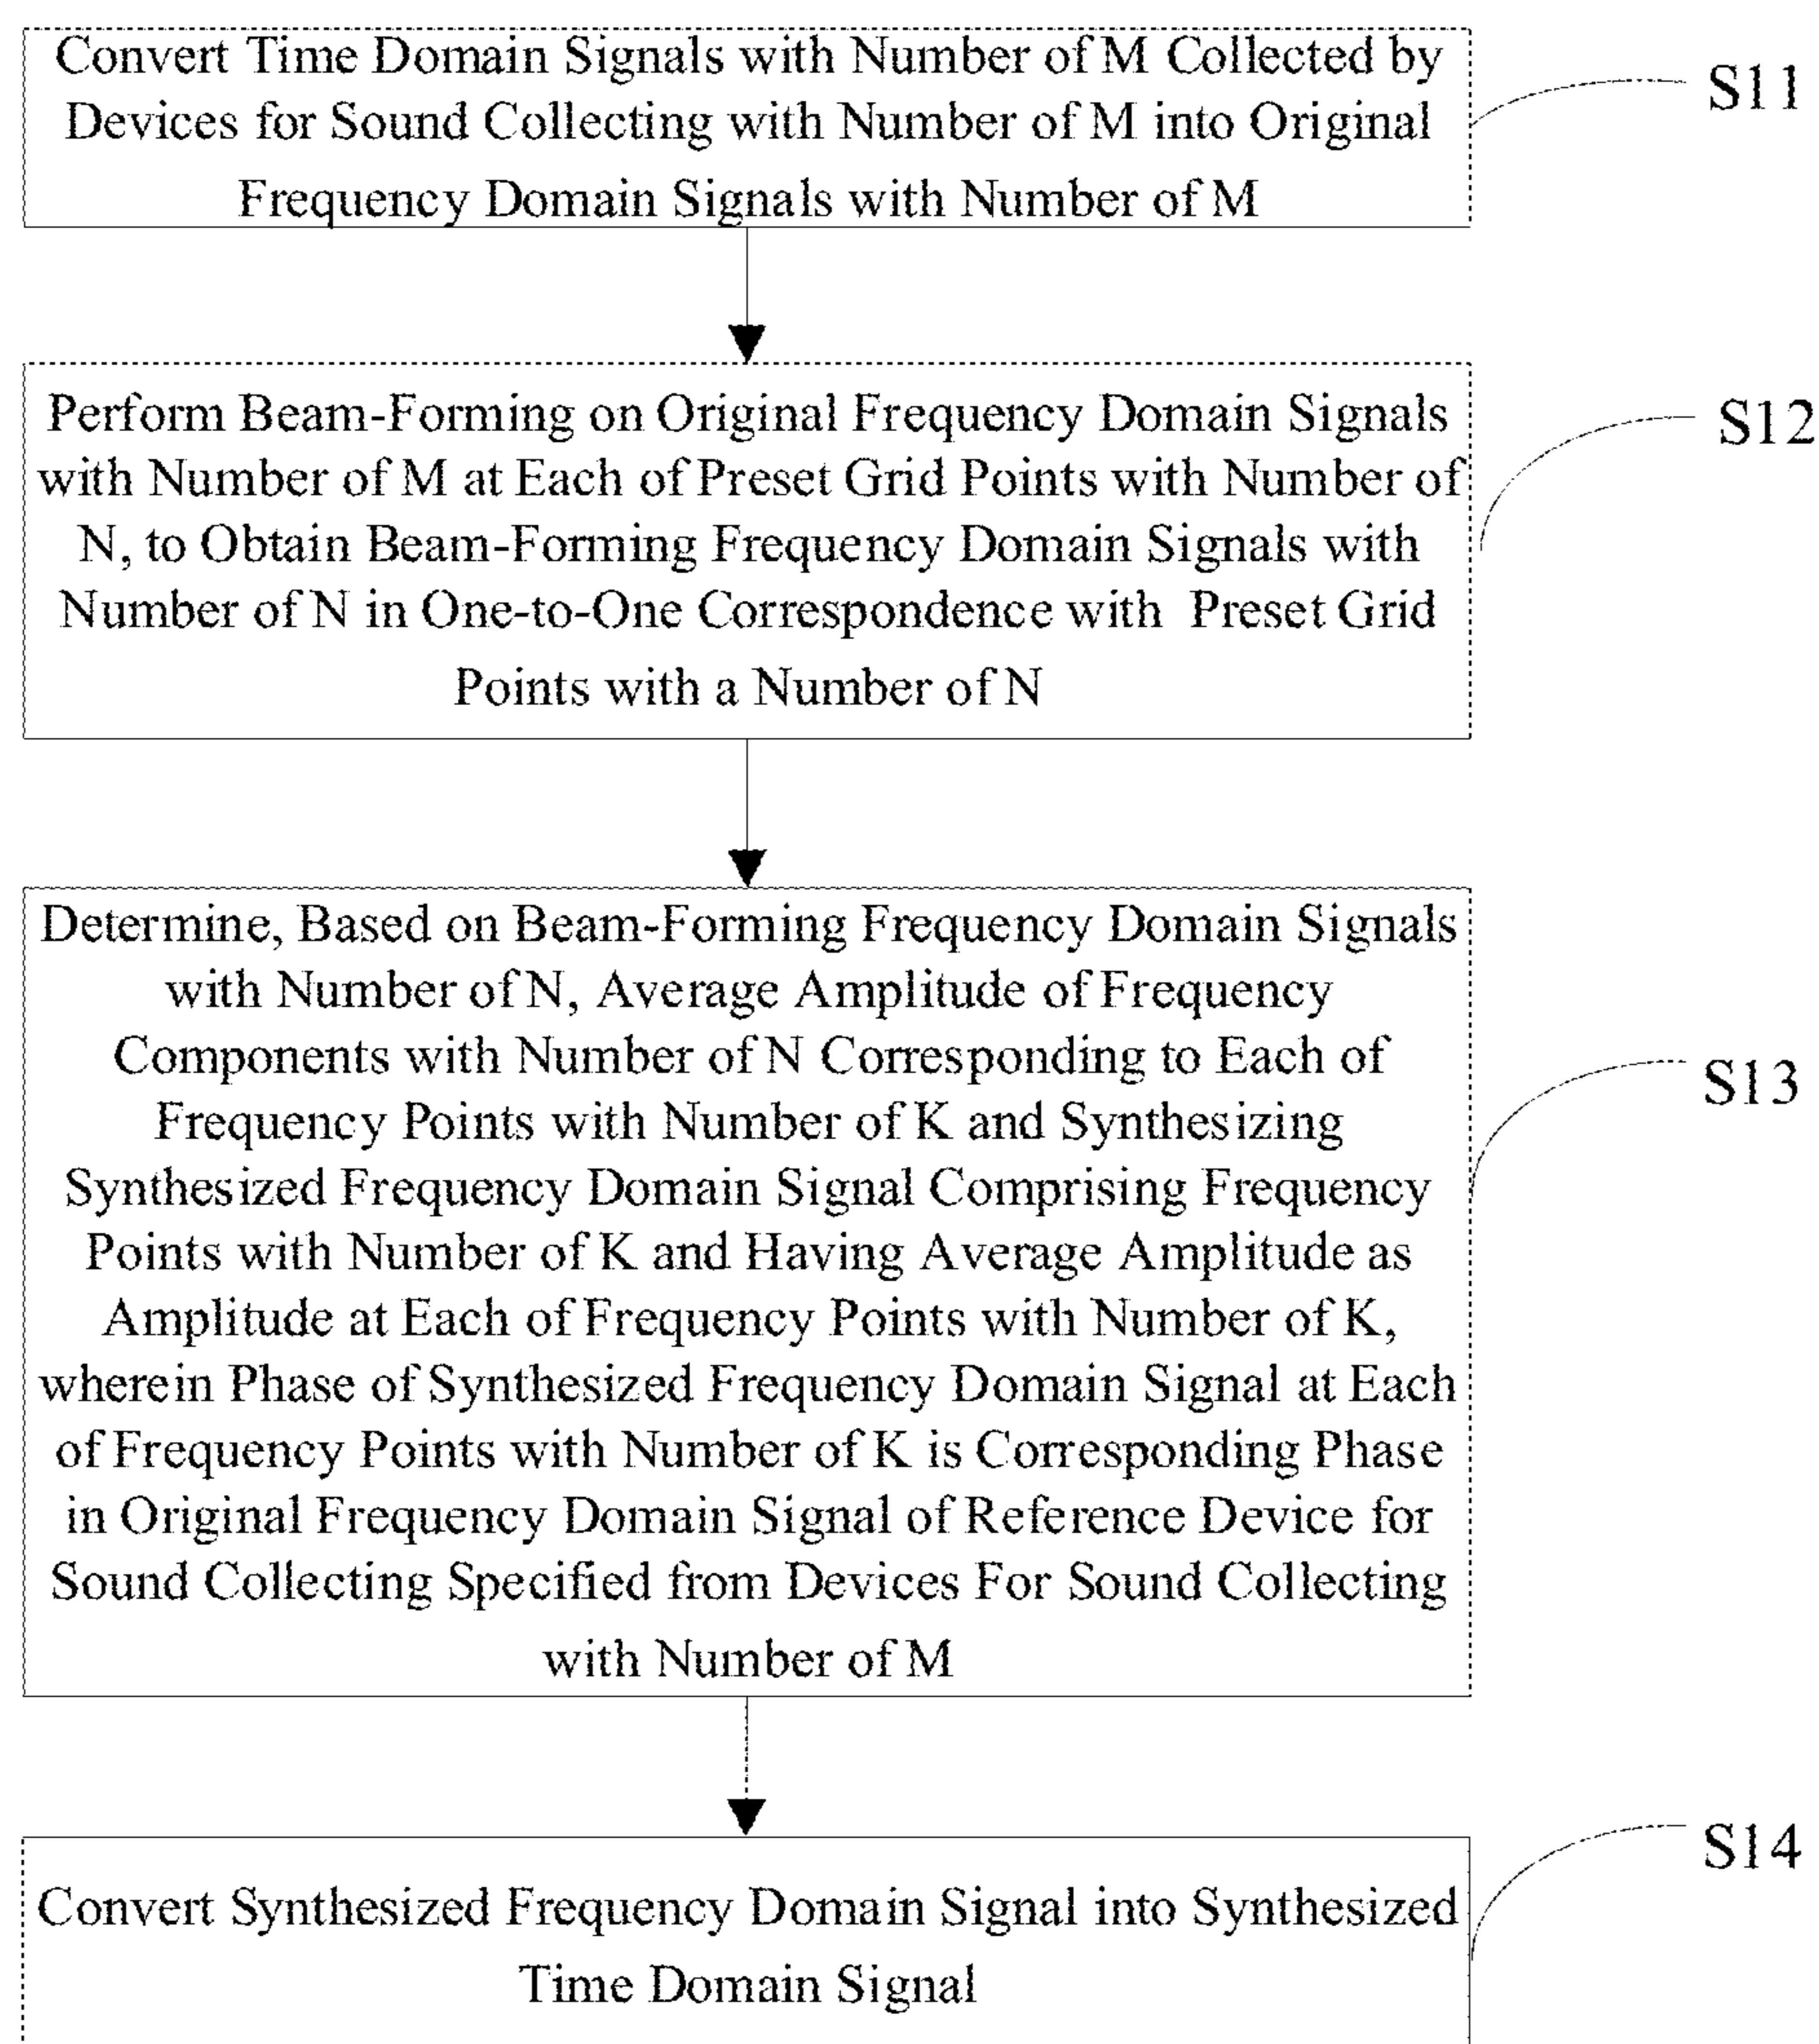 Convert Time Domain Signals with Number of M Collected by
Devices for Sound Collecting with Number of M into Original
Frequency Domain Signals with Number of M
S11
Perform Beam-Forming on Original Frequency Domain Signals
with Number of M at Each of Preset Grid Points with Number of
N, to Obtain Beam-Forming Frequency Domain Signals with
Number of N in One-to-One Correspondence with Preset Grid
Points with a Number of N
S12
Determine, Based on Beam-Forming Frequency Domain Signals
with Number of N, Average Amplitude of Frequency
Components with Number of N Corresponding to Each of
Frequency Points with Number of K and Synthesizing
Synthesized Frequency Domain Signal Comprising Frequency
Points with Number of K and Having Average Amplitude as
Amplitude at Each of Frequency Points with Number of K,
wherein Phase of Synthesized Frequency Domain Signal at Each
of Frequency Points with Number of K is Corresponding Phase
in Original Frequency Domain Signal of Reference Device for
Sound Collecting Specified from Devices For Sound Collecting
with Number of M
S13
Convert Synthesized Frequency Domain Signal into Synthesized
Time Domain Signal
S14